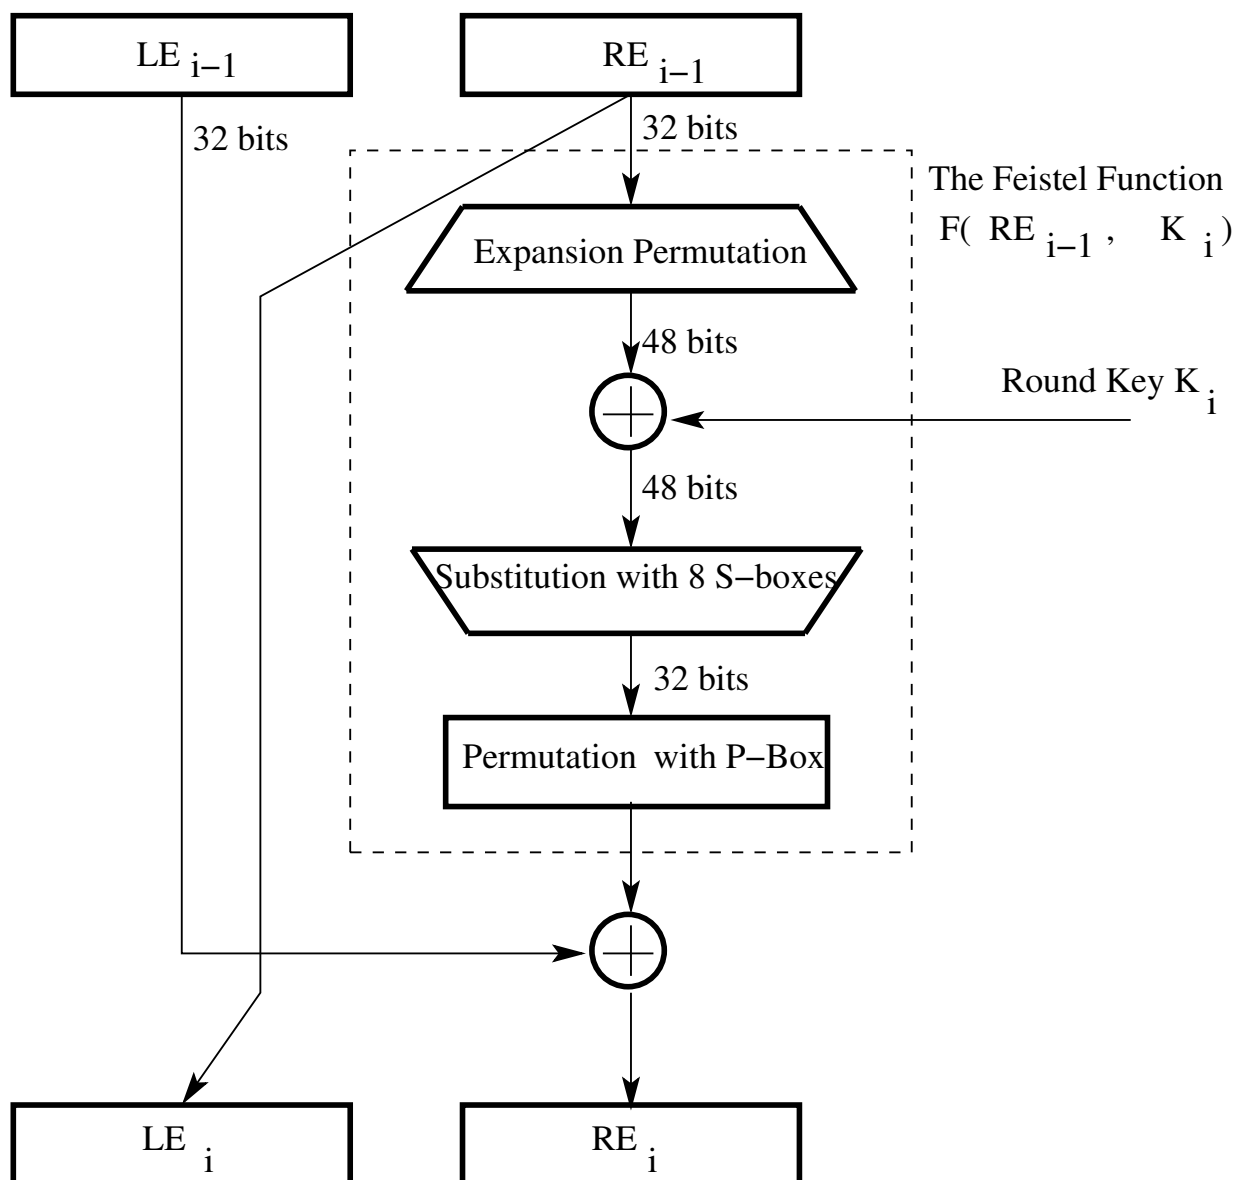 LE i−1
RE i−1
32 bits
32 bits
The Feistel Function
F( RE i−1 , K i )
Expansion Permutation
48 bits
Round Key K i
48 bits
Substitution with 8 S−boxes
32 bits
Permutation with P−Box
LE i
RE i